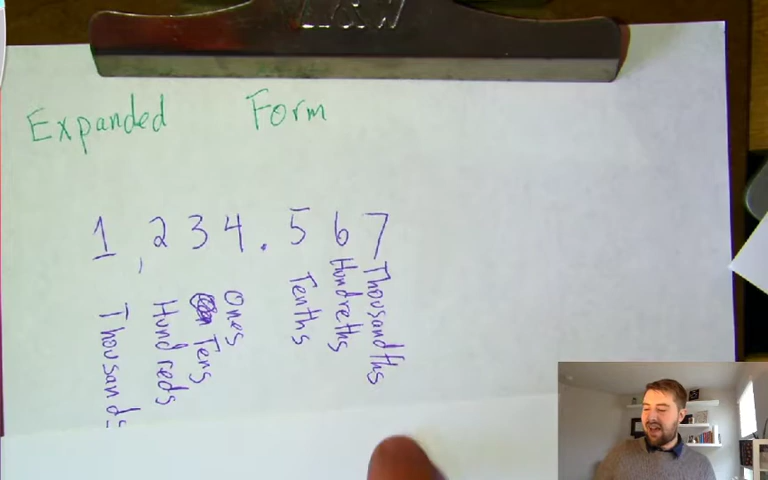 Expanded Form
1,234.567
Thousands
Hundreds
Tens
Ones
Tenths
Hundreths
Thousandths